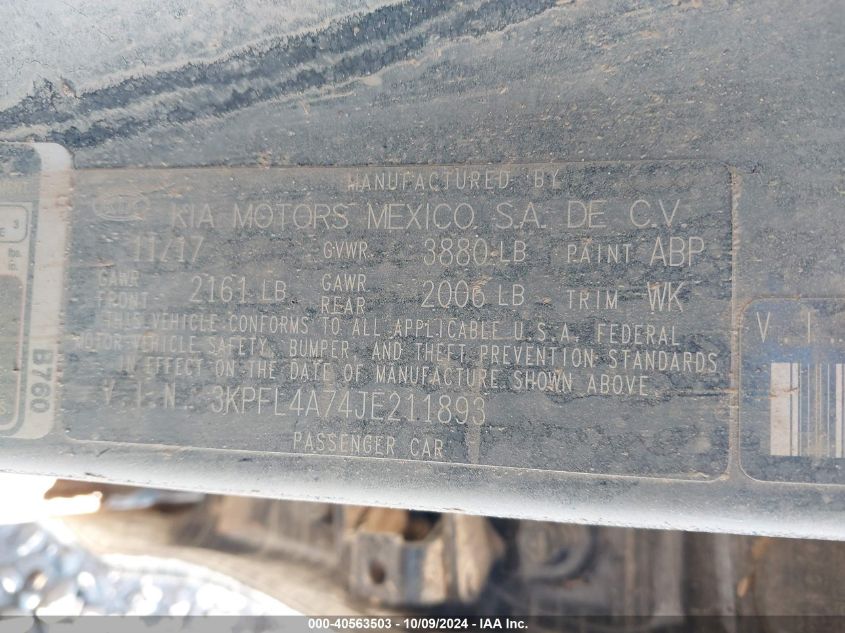 MANUFACTURED BY
KIA MOTORS MEXICO, S.A. DE C.V.
11/17 GVWR 3880 LB PAINT ABP
GAWR FRONT 2161 LB GAWR REAR 2006 LB TRIM WK
THIS VEHICLE CONFORMS TO ALL APPLICABLE U.S.A. FEDERAL
MOTOR VEHICLE SAFETY, BUMPER, AND THEFT PREVENTION STANDARDS
IN EFFECT ON THE DATE OF MANUFACTURE SHOWN ABOVE.
V.I.N. 3KPFL4A74JE211893
PASSENGER CAR
B760
3
E
V.I.
000-40563503 - 10/09/2024 - IAA Inc.